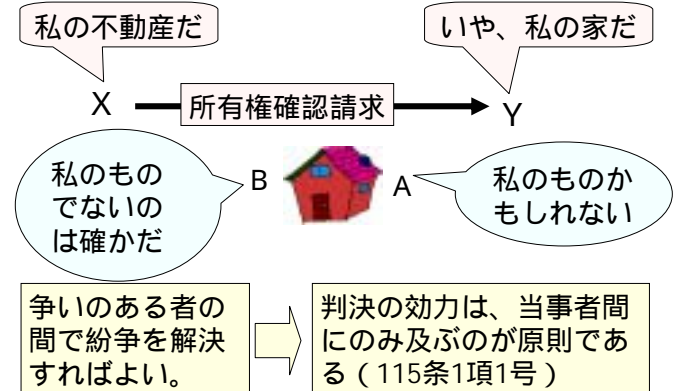 私の不動産だ
いや、私の家だ
X
所有権確認請求
Y
私のもの
でないの
は確かだ
B
A
私のものか
もしれない
争いのある者の
間で紛争を解決
すればよい。
判決の効力は、当事者間
にのみ及ぶのが原則であ
る（115条1項1号）